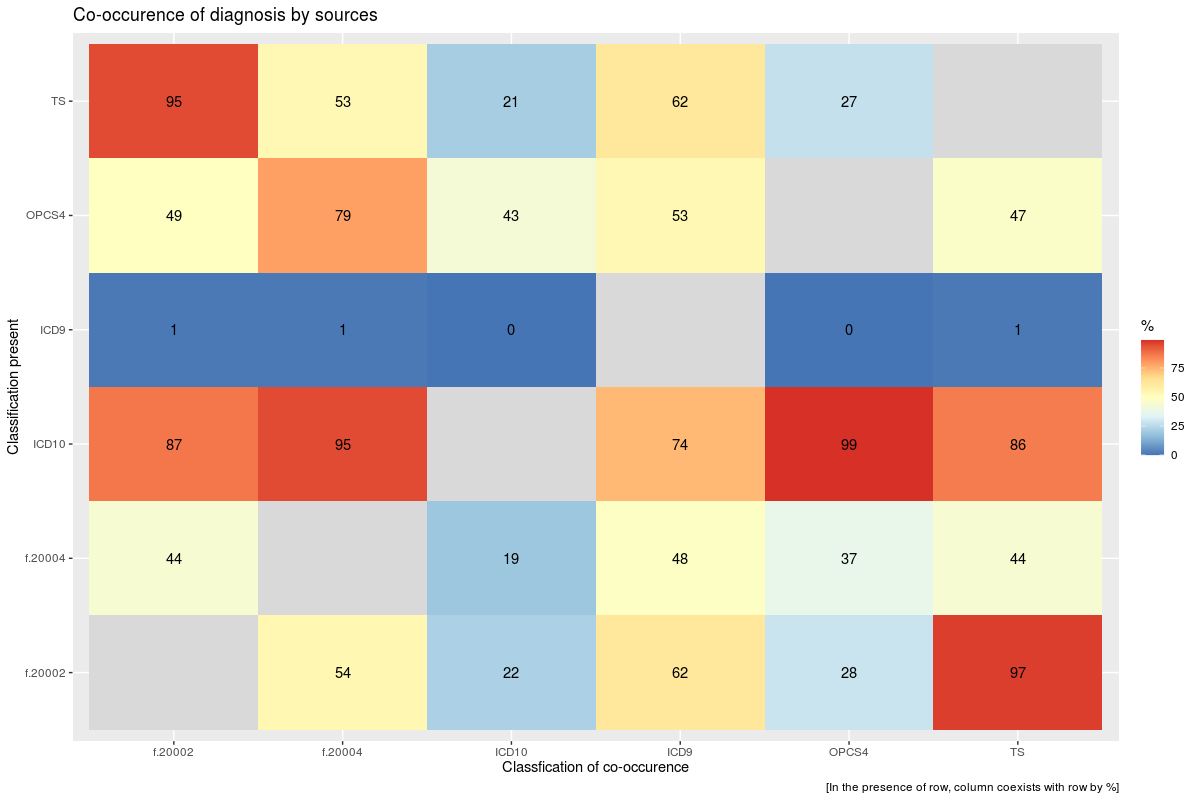 Co-occurence of diagnosis by sources
Classification present
TS 95 53 21 62 27
OPCS4 49 79 43 53 47
ICD9 1 1 0 0 1
ICD10 87 95 74 99 86
f.20004 44 19 48 37 44
f.20002 54 22 62 28 97
f.20002 f.20004 ICD10 ICD9 OPCS4 TS
Classfication of co-occurence
%
75
50
25
0
[In the presence of row, column coexists with row by %]